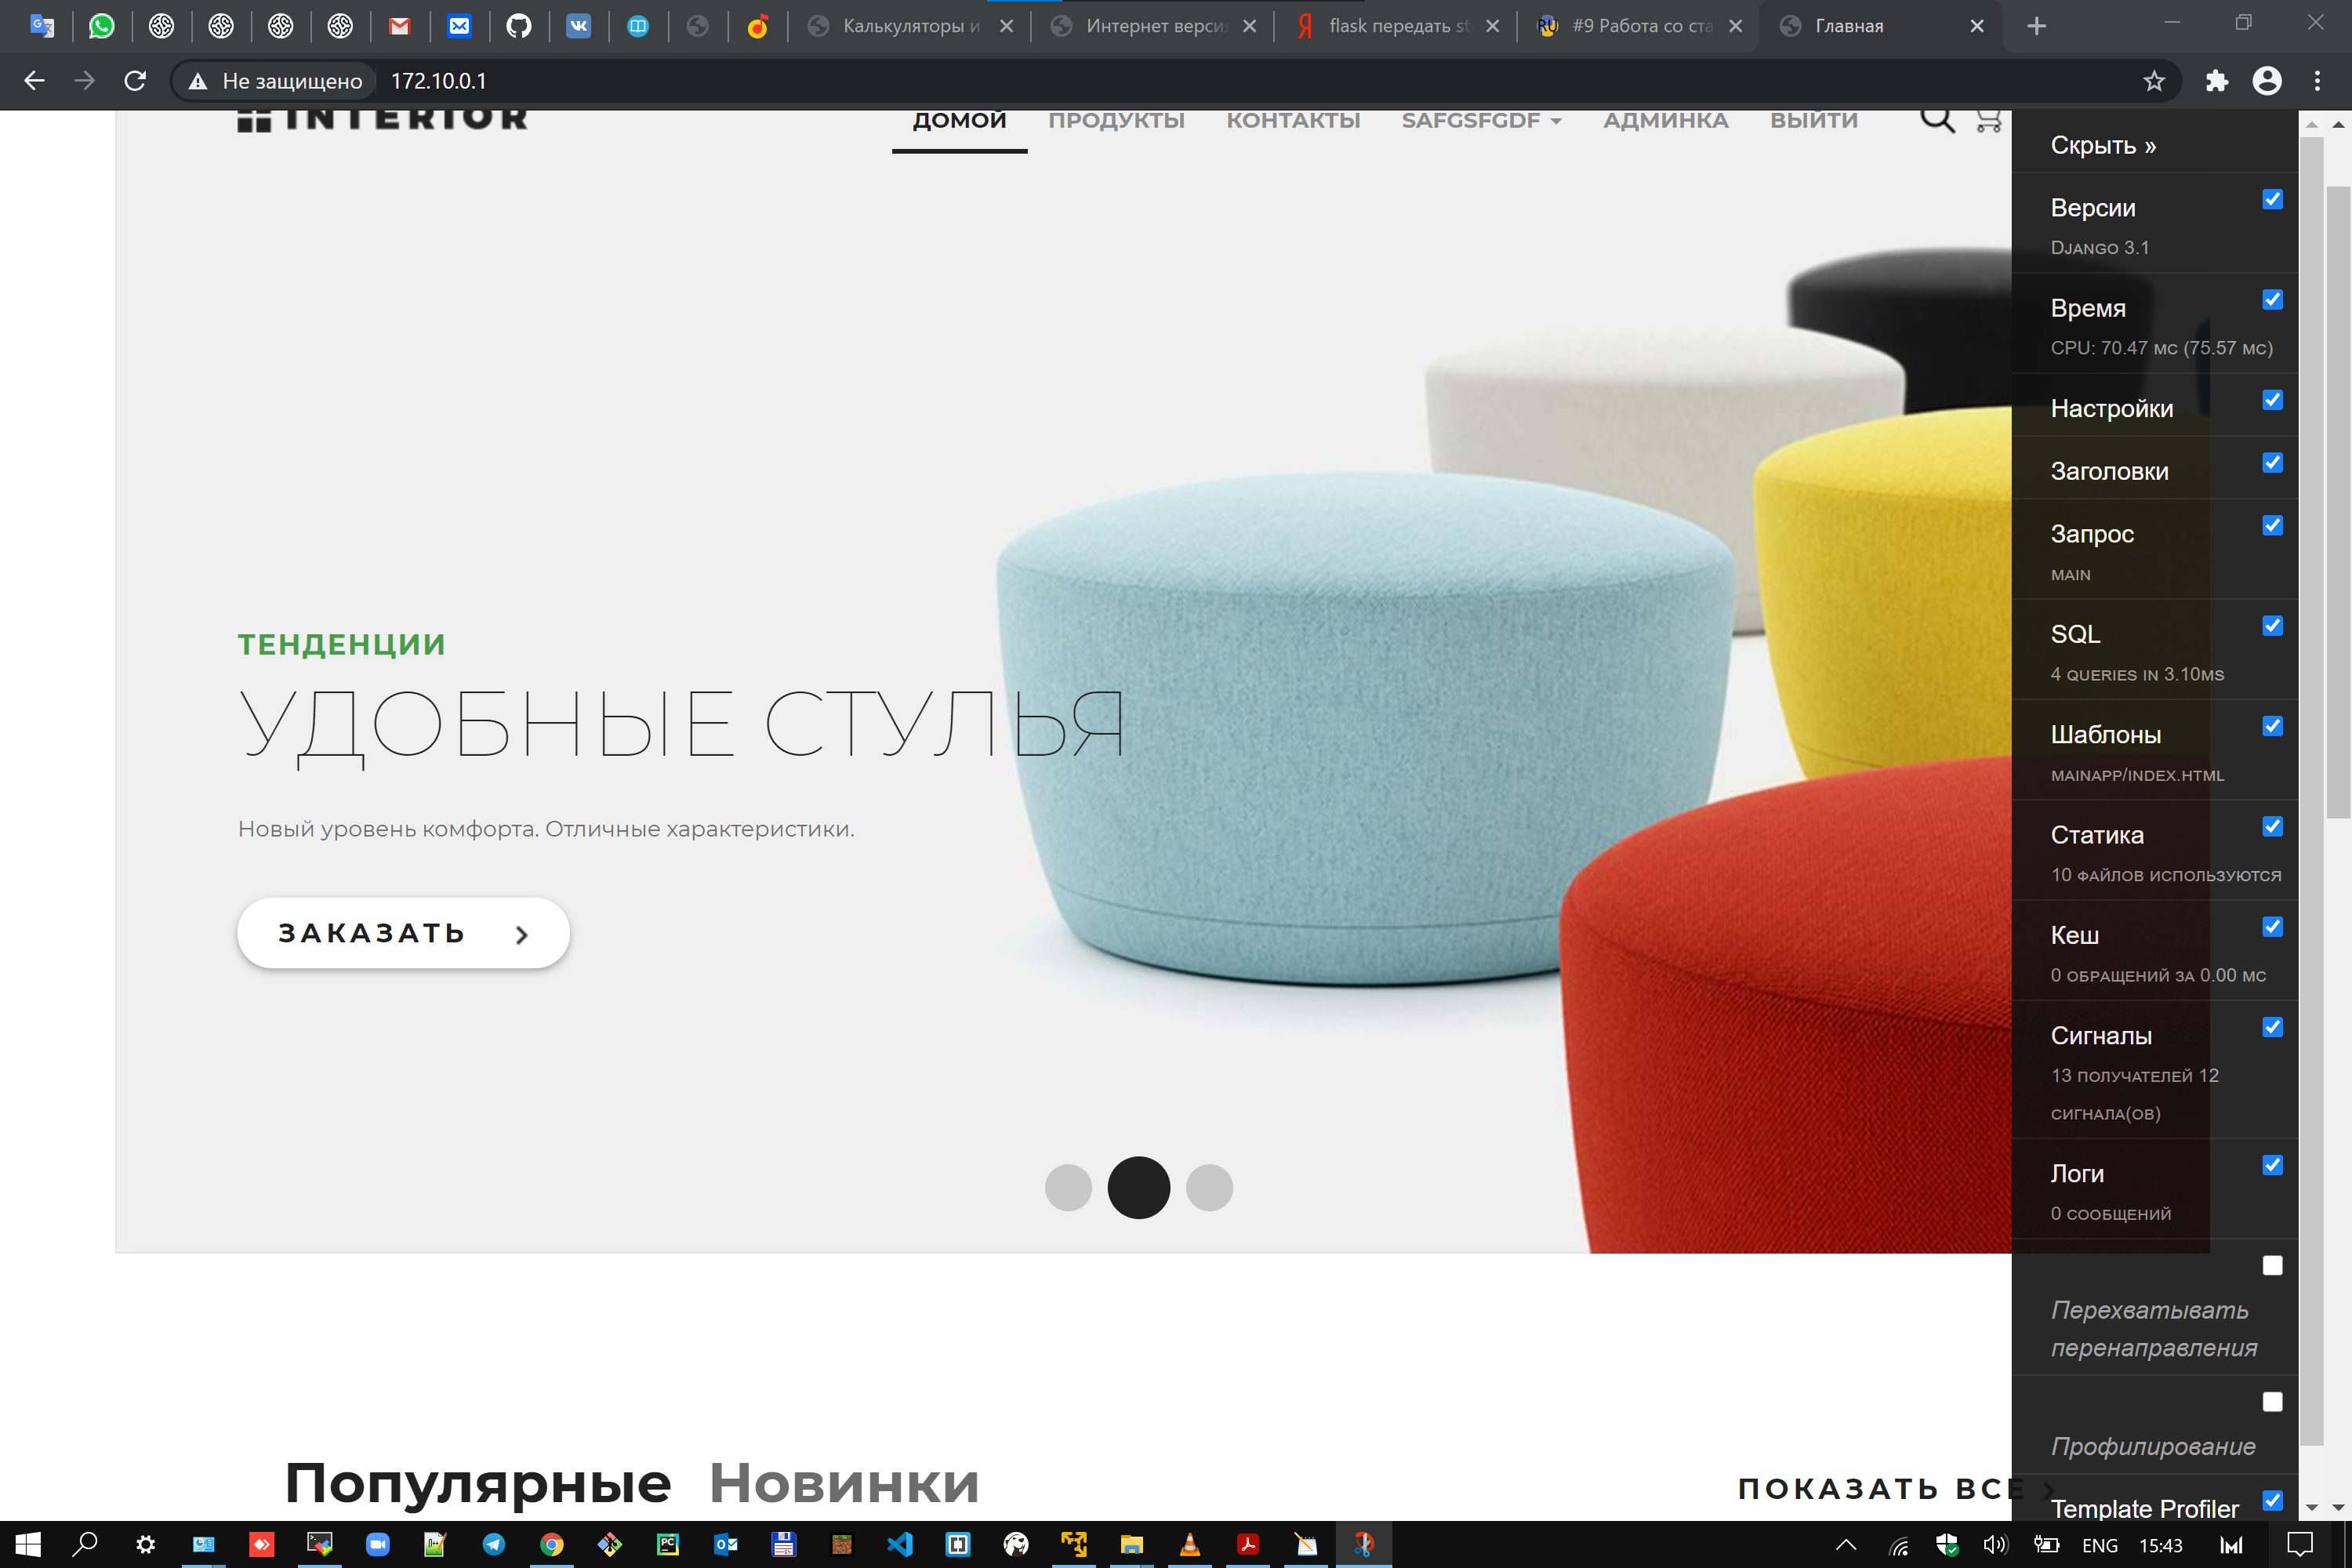 Калькуляторы и
Интернет верси
flask передать st
#9 Работа со ста
Главная
Не защищено
172.10.0.1
INTERIOR
ДОМОЙ
ПРОДУКТЫ
КОНТАКТЫ
SAFGSFGDF
АДМИНКА
ВЫЙТИ
ТЕНДЕНЦИИ
УДОБНЫЕ СТУЛЬЯ
Новый уровень комфорта. Отличные характеристики.
ЗАКАЗАТЬ
Популярные Новинки
ПОКАЗАТЬ ВСЕ
Скрыть »
Версии
Django 3.1
Время
CPU: 70.47 мс (75.57 мс)
Настройки
Заголовки
Запрос
main
SQL
4 queries in 3.10ms
Шаблоны
mainapp/index.html
Статика
10 файлов используются
Кеш
0 обращений за 0.00 мс
Сигналы
13 получателей 12
сигнала(ов)
Логи
0 сообщений
Перехватывать
перенаправления
Профилирование
Template Profiler
ENG
15:43